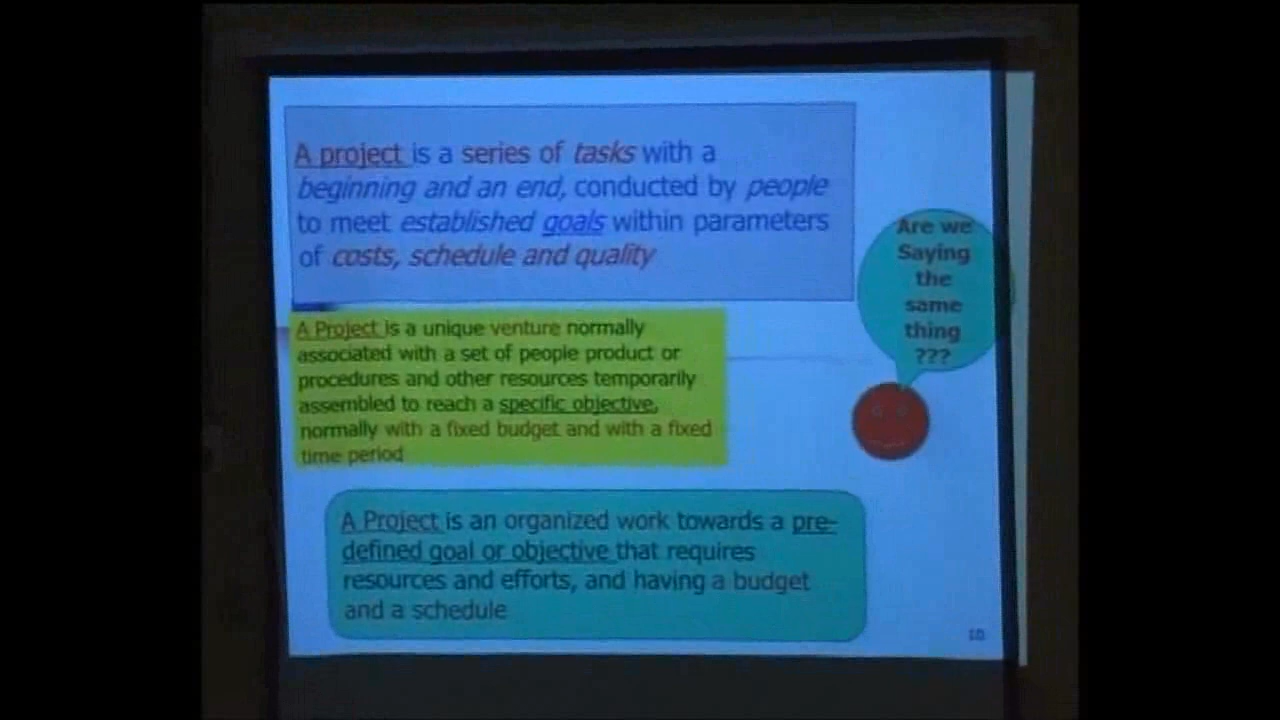 A project is a series of tasks with a
beginning and an end, conducted by people
to meet established goals within parameters
of costs, schedule and quality
A Project is a unique venture normally
associated with a set of people product or
procedures and other resources temporarily
assembled to reach a specific objective,
normally with a fixed budget and with a fixed
time period
A Project is an organized work towards a pre-
defined goal or objective that requires
resources and efforts, and having a budget
and a schedule
Are we
Saying
the
same
thing
???
10